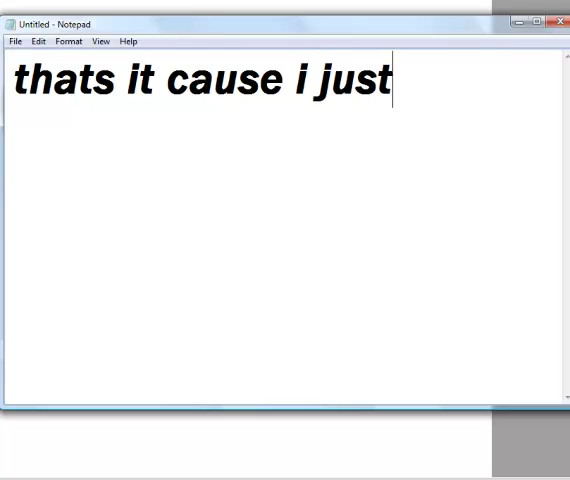 Untitled - Notepad
File Edit Format View Help
thats it cause i just